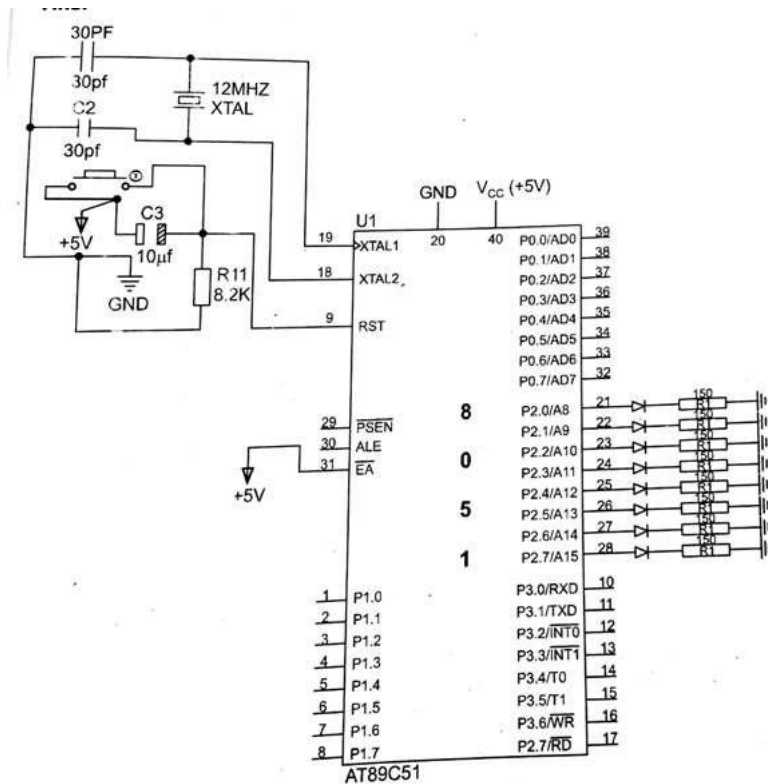 30PF
30pf
C2
30pf
12MHZ
XTAL
①
+5V
C3
10µf
GND
R11
8.2K
GND
V_CC (+5V)
U1
20
40
19
XTAL1
18
XTAL2
9
RST
29
PSEN
30
ALE
31
EA
+5V
8
0
5
1
1
P1.0
2
P1.1
3
P1.2
4
P1.3
5
P1.4
6
P1.5
7
P1.6
8
P1.7
P0.0/AD0
39
P0.1/AD1
38
P0.2/AD2
37
P0.3/AD3
36
P0.4/AD4
35
P0.5/AD5
34
P0.6/AD6
33
P0.7/AD7
32
P2.0/A8
21
150
R1
P2.1/A9
22
150
R1
P2.2/A10
23
150
R1
P2.3/A11
24
150
R1
P2.4/A12
25
150
R1
P2.5/A13
26
150
R1
P2.6/A14
27
150
R1
P2.7/A15
28
150
R1
P3.0/RXD
10
P3.1/TXD
11
P3.2/INT0
12
P3.3/INT1
13
P3.4/T0
14
P3.5/T1
15
P3.6/WR
16
P2.7/RD
17
AT89C51